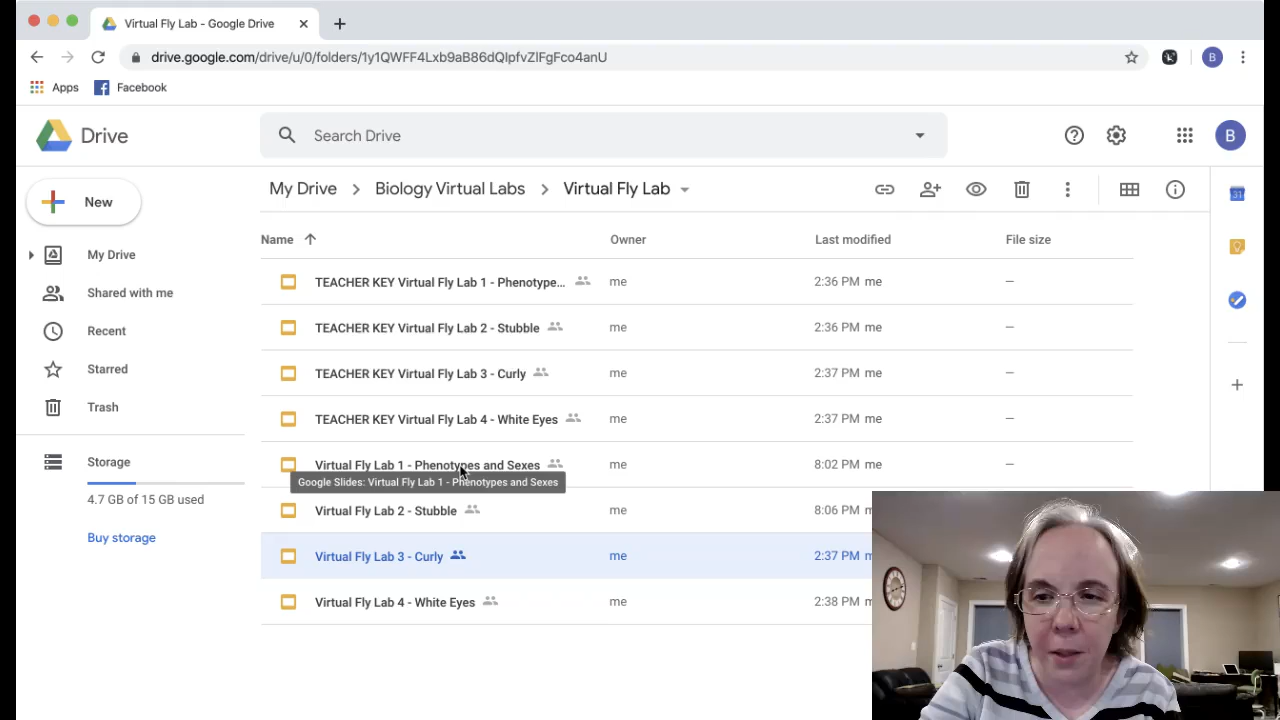 Virtual Fly Lab - Google Drive
drive.google.com/drive/u/0/folders/1y1QWFF4Lxb9aB86dQIpfvZIFgFco4anU
B
Apps
Facebook
Drive
Search Drive
B
New
My Drive
Biology Virtual Labs
Virtual Fly Lab
31
Name
Owner
Last modified
File size
My Drive
Shared with me
Recent
Starred
Trash
Storage
4.7 GB of 15 GB used
Buy storage
TEACHER KEY Virtual Fly Lab 1 - Phenotype... me 2:36 PM me –
TEACHER KEY Virtual Fly Lab 2 - Stubble me 2:36 PM me –
TEACHER KEY Virtual Fly Lab 3 - Curly me 2:37 PM me –
TEACHER KEY Virtual Fly Lab 4 - White Eyes me 2:37 PM me –
Virtual Fly Lab 1 - Phenotypes and Sexes me 8:02 PM me –
Google Slides: Virtual Fly Lab 1 - Phenotypes and Sexes
Virtual Fly Lab 2 - Stubble me 8:06 PM
Virtual Fly Lab 3 - Curly me 2:37 PM
Virtual Fly Lab 4 - White Eyes me 2:38 PM